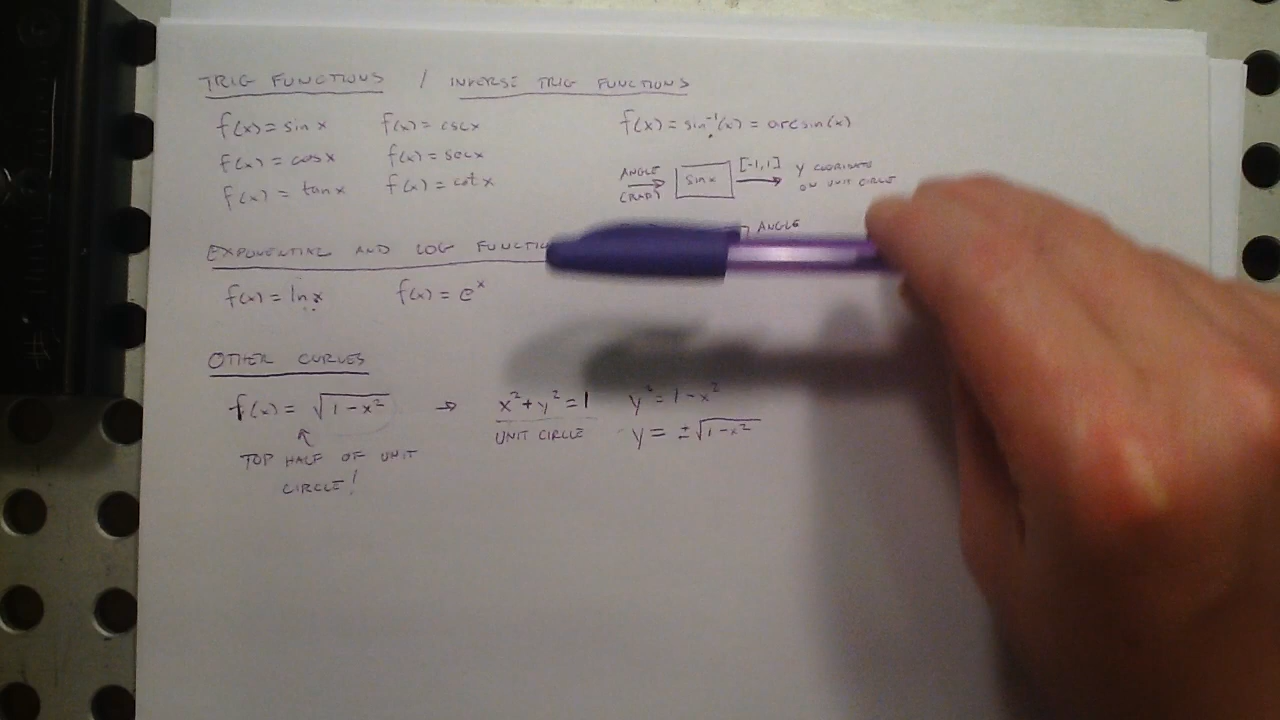 TRIG FUNCTIONS / INVERSE TRIG FUNCTIONS
f(x) = sin x f(x) = csc x f(x) = sin⁻¹(x) = arcsin(x)
f(x) = cos x f(x) = sec x
f(x) = tan x f(x) = cot x
ANGLE (RAD) sin x [-1,1] Y COORDINATE
ON UNIT CIRCLE
ANGLE
EXPONENTIAL AND LOG
f(x) = ln x f(x) = eˣ
OTHER CURVES
f(x) = √(1-x²) → x²+y²=1 y²=1-x²
UNIT CIRCLE y = ±√(1-x²)
TOP HALF OF UNIT
CIRCLE!